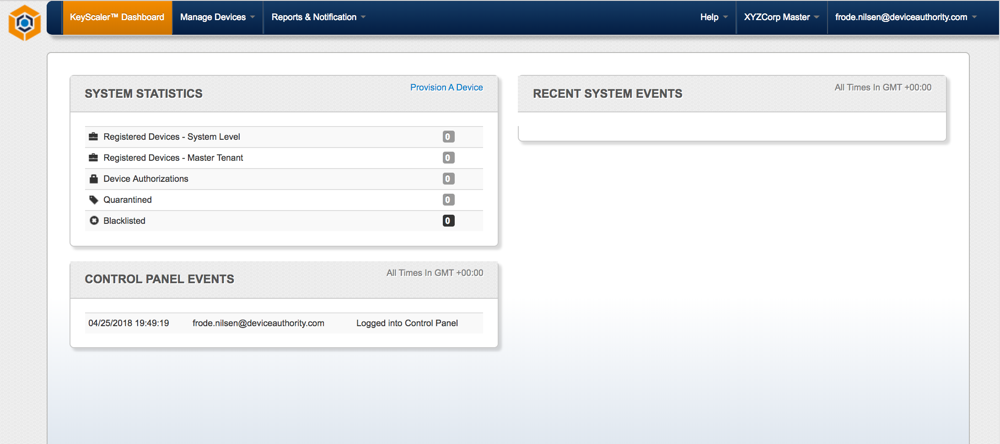 KeyScaler™ Dashboard
Manage Devices
Reports & Notification
Help
XYZCorp Master
frode.nilsen@deviceauthority.com
SYSTEM STATISTICS
Provision A Device
Registered Devices - System Level 0
Registered Devices - Master Tenant 0
Device Authorizations 0
Quarantined 0
Blacklisted 0
RECENT SYSTEM EVENTS
All Times In GMT +00:00
CONTROL PANEL EVENTS
All Times In GMT +00:00
04/25/2018 19:49:19 frode.nilsen@deviceauthority.com Logged into Control Panel